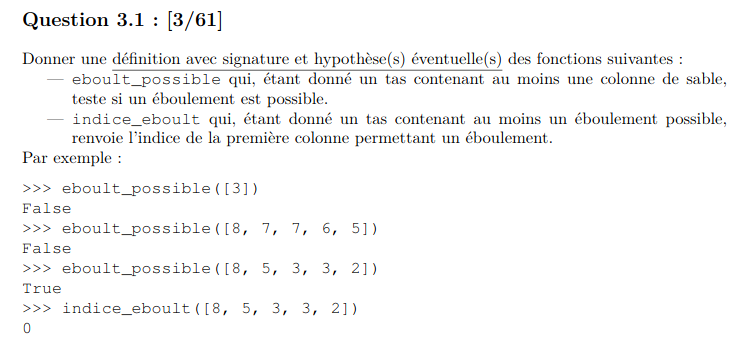 Question 3.1 : [3/61]
Donner une définition avec signature et hypothèse(s) éventuelle(s) des fonctions suivantes :
— eboult_possible qui, étant donné un tas contenant au moins une colonne de sable,
teste si un éboulement est possible.
— indice_eboult qui, étant donné un tas contenant au moins un éboulement possible,
renvoie l'indice de la première colonne permettant un éboulement.
Par exemple :
>>> eboult_possible([3])
False
>>> eboult_possible([8, 7, 7, 6, 5])
False
>>> eboult_possible([8, 5, 3, 3, 2])
True
>>> indice_eboult([8, 5, 3, 3, 2])
0